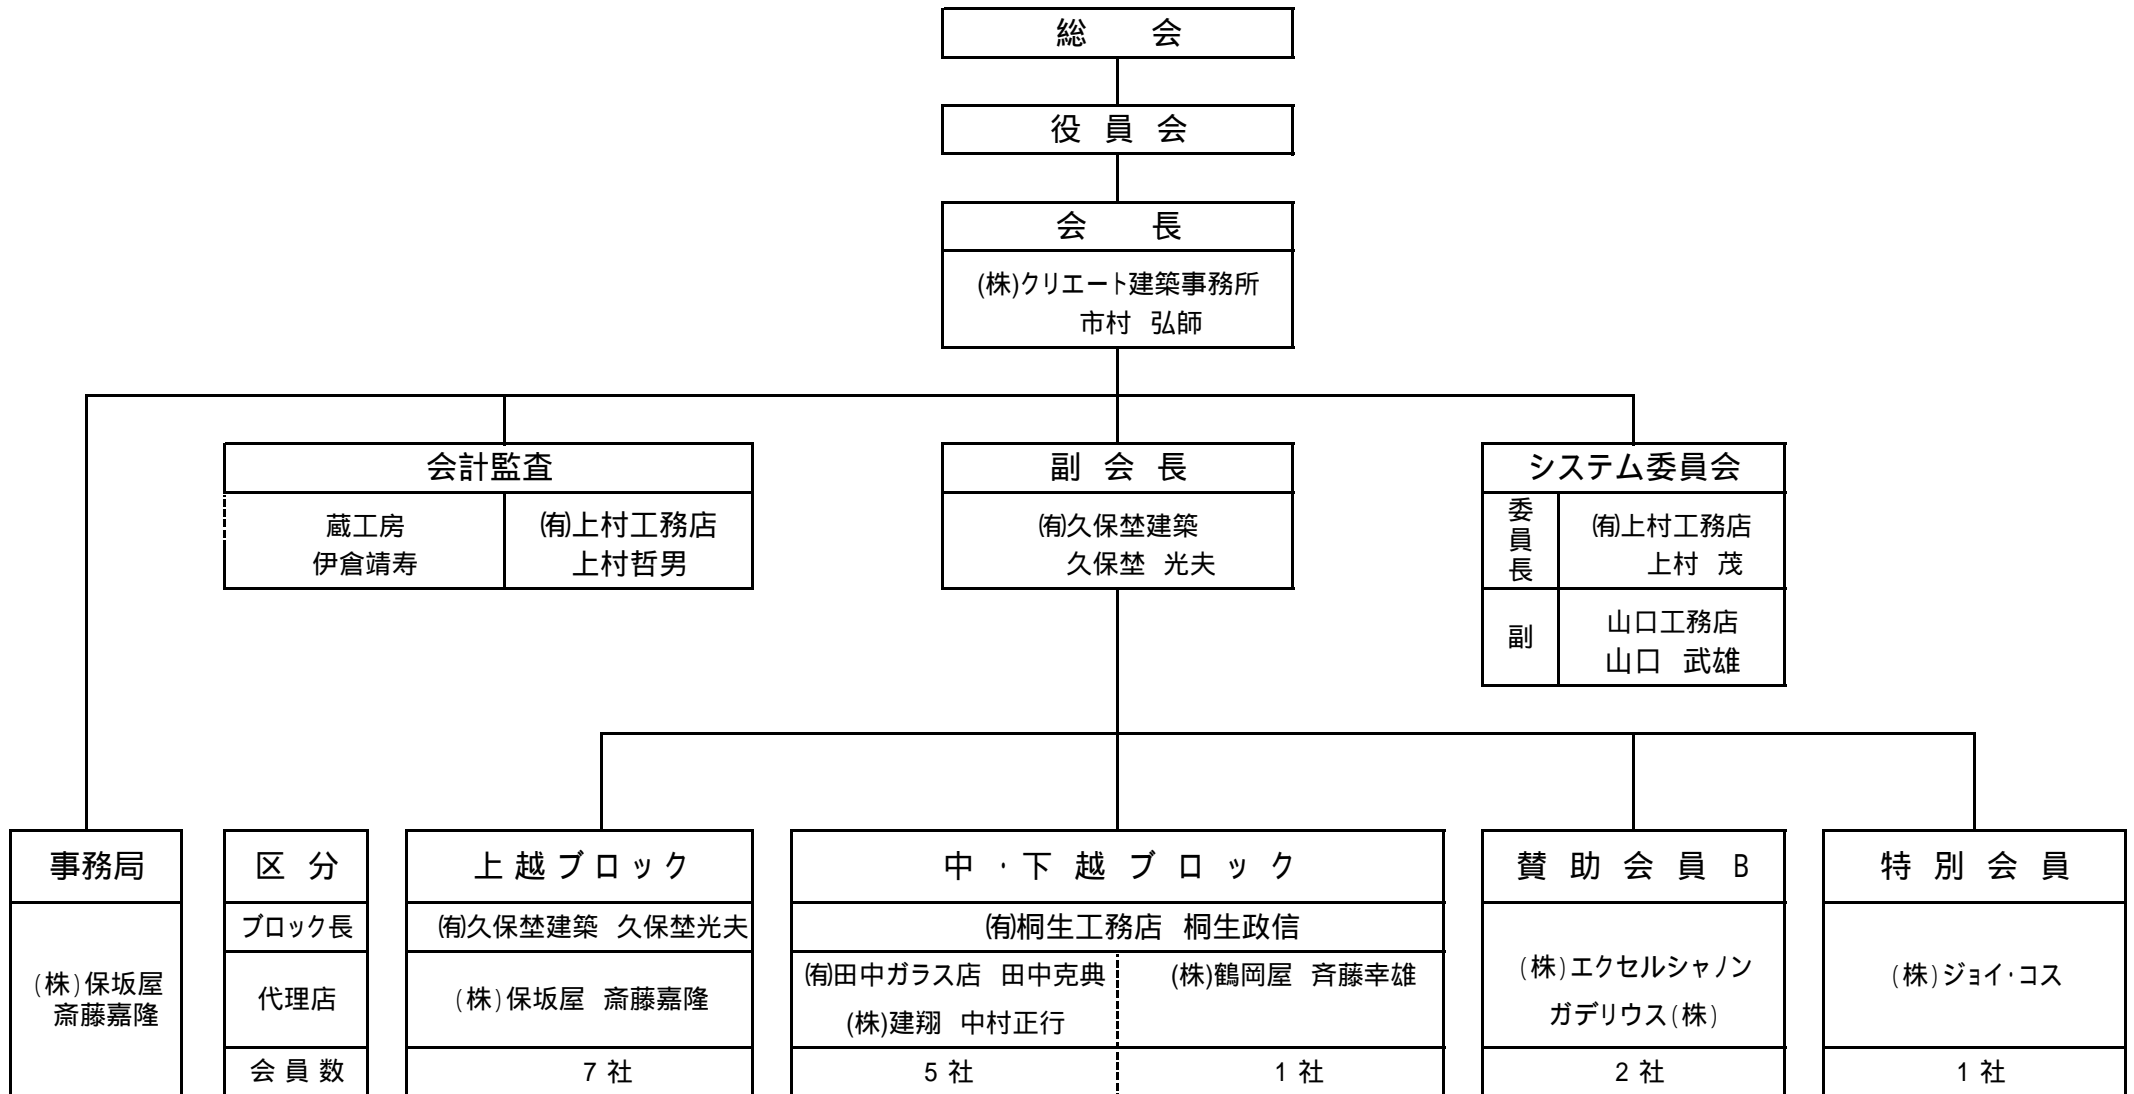 総 会
役 員 会
会 長
(株)クリエート建築事務所
市村 弘師
会計監査
蔵工房
伊倉靖寿
㈲上村工務店
上村哲男
副 会 長
㈲久保埜建築
久保埜 光夫
システム委員会
委員長
㈲上村工務店
上村 茂
副
山口工務店
山口 武雄
事務局
(株)保坂屋
斎藤嘉隆
区 分
ブロック長
代理店
会 員 数
上 越 ブ ロ ッ ク
㈲久保埜建築 久保埜光夫
(株)保坂屋 斎藤嘉隆
7 社
中 ・ 下 越 ブ ロ ッ ク
㈲桐生工務店 桐生政信
㈲田中ガラス店 田中克典
(株)建翔 中村正行
5 社
(株)鶴岡屋 斉藤幸雄
1 社
賛 助 会 員 B
(株)エクセルシャノン
ガデリウス(株)
2 社
特 別 会 員
(株)ジョイ・コス
1 社